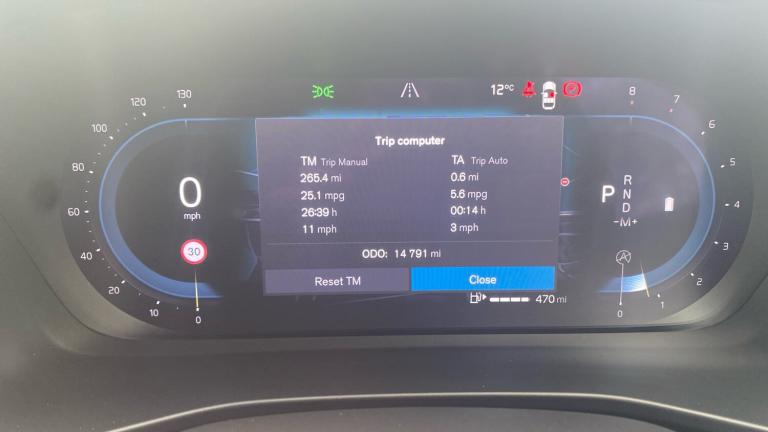 12°C
Trip computer
TM Trip Manual
265.4 mi
25.1 mpg
26:39 h
11 mph
TA Trip Auto
0.6 mi
5.6 mpg
00:14 h
3 mph
ODO: 14 791 mi
Reset TM
Close
0
mph
30
0
10
20
40
60
80
100
120
130
P
R
N
D
-M+
A
8
7
6
5
4
3
2
1
0
470 mi